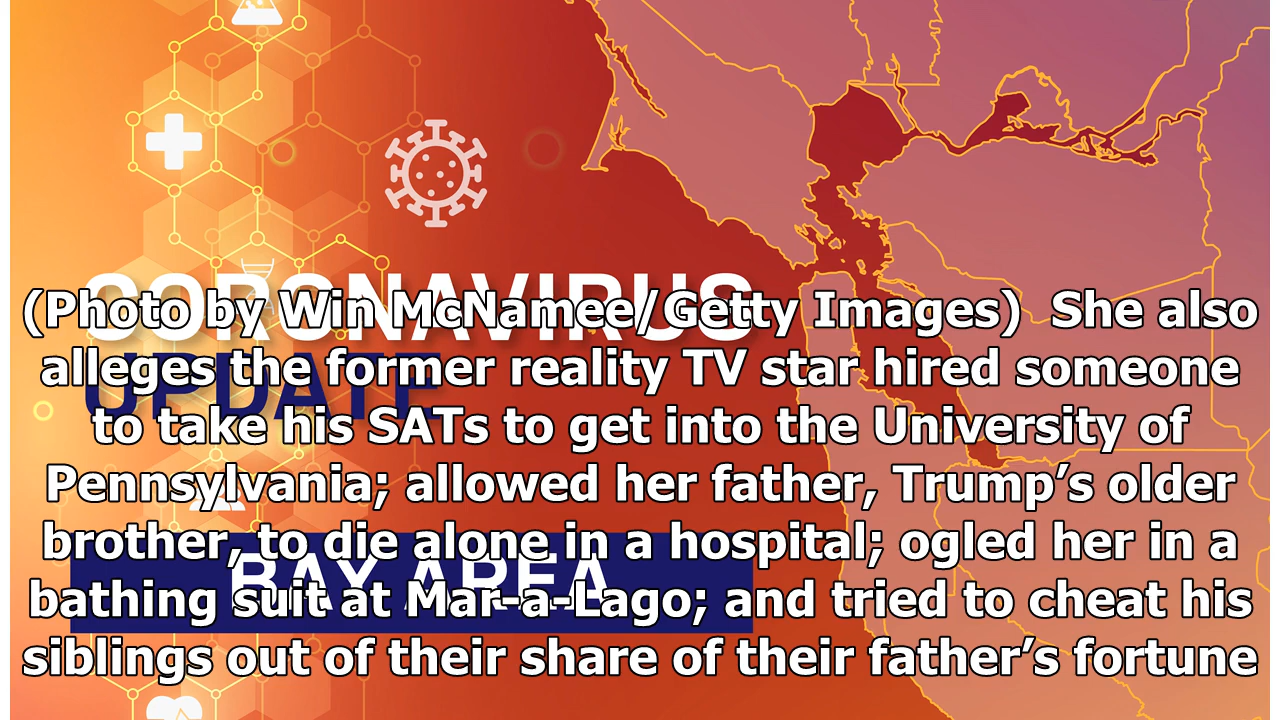 CORONAVIRUS
UPDATE
BAY AREA
(Photo by Win McNamee/Getty Images)  She also
alleges the former reality TV star hired someone
to take his SATs to get into the University of
Pennsylvania; allowed her father, Trump’s older
brother, to die alone in a hospital; ogled her in a
bathing suit at Mar-a-Lago; and tried to cheat his
siblings out of their share of their father’s fortune